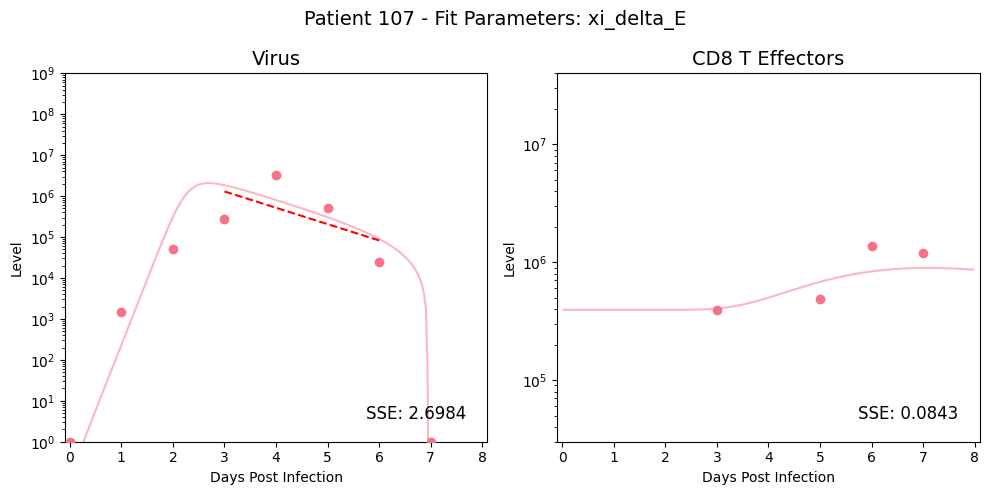 Patient 107 - Fit Parameters: xi_delta_E
Virus
CD8 T Effectors
Level
10^9
10^8
10^7
10^6
10^5
10^4
10^3
10^2
10^1
10^0
0 1 2 3 4 5 6 7 8
Days Post Infection
SSE: 2.6984
Level
10^7
10^6
10^5
0 1 2 3 4 5 6 7 8
Days Post Infection
SSE: 0.0843